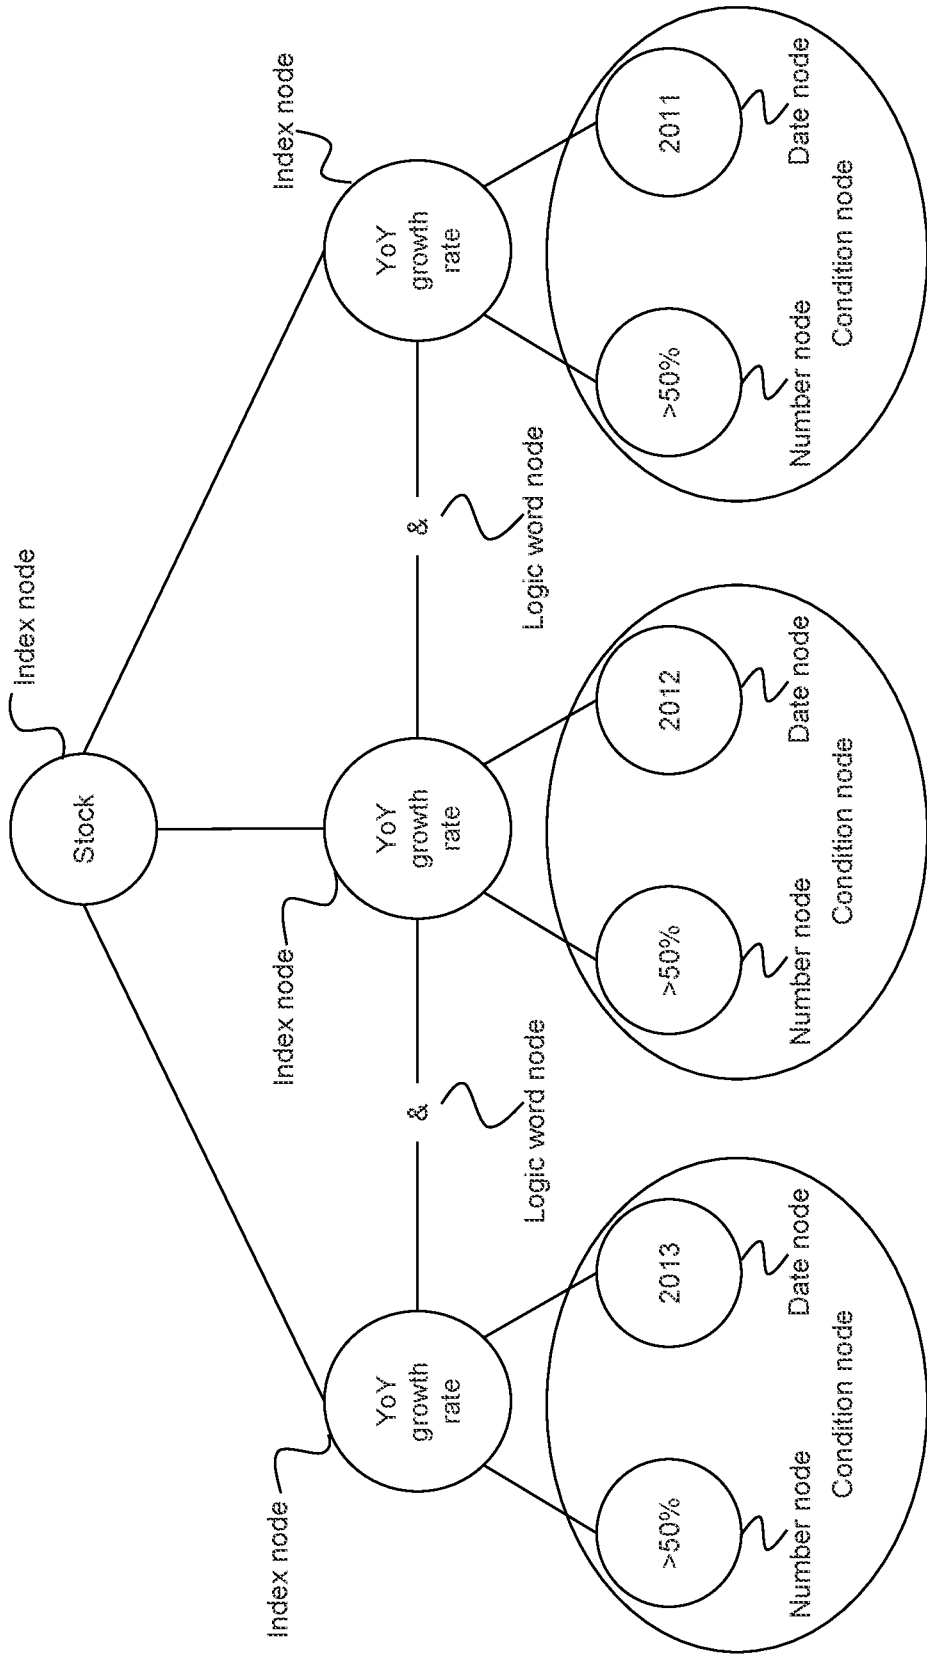 Stock
Index node
Index node
Index node
Index node
YoY
growth
rate
&
YoY
growth
rate
&
YoY
growth
rate
Logic word node
Logic word node
>50%
2013
>50%
2012
>50%
2011
Number node
Date node
Number node
Date node
Number node
Date node
Condition node
Condition node
Condition node